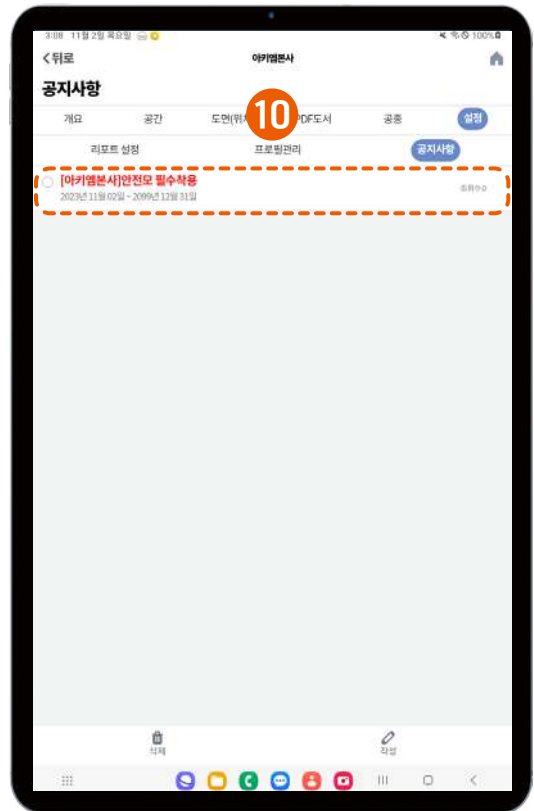 3:08 11월 2일 목요일
100%
<뒤로
아키엠본사
공지사항
개요 공간 도면(위 10 PDF도서 공종 설정
리포트 설정 프로필관리 공지사항
[아키엠본사]안전모 필수착용
2023년 11월 02일 ~ 2099년 12월 31일
조회수:0
삭제 작성